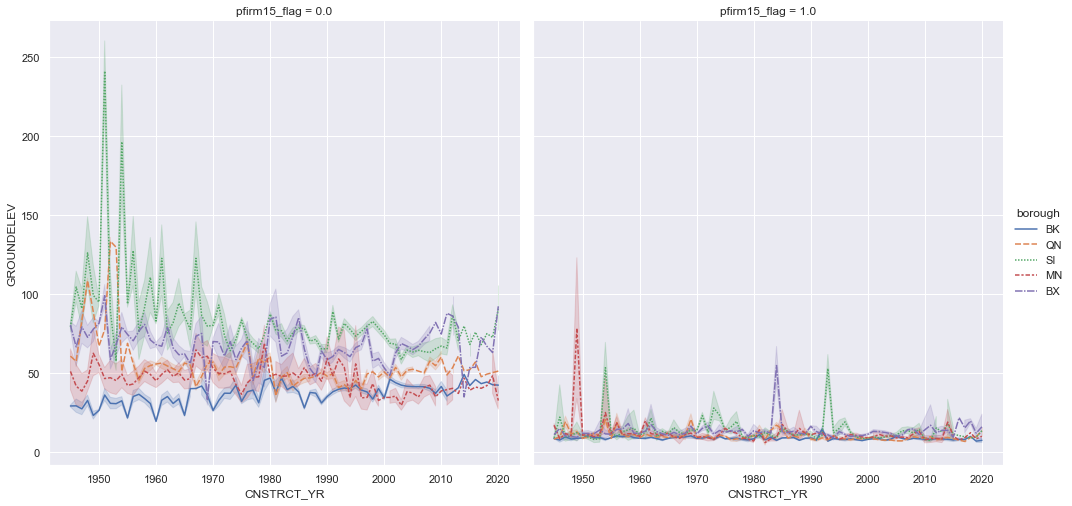 pfirm15_flag = 0.0
pfirm15_flag = 1.0
250
200
150
100
50
0
GROUNDELEV
1950 1960 1970 1980 1990 2000 2010 2020
CNSTRCT_YR
1950 1960 1970 1980 1990 2000 2010 2020
CNSTRCT_YR
borough
BK
QN
SI
MN
BX